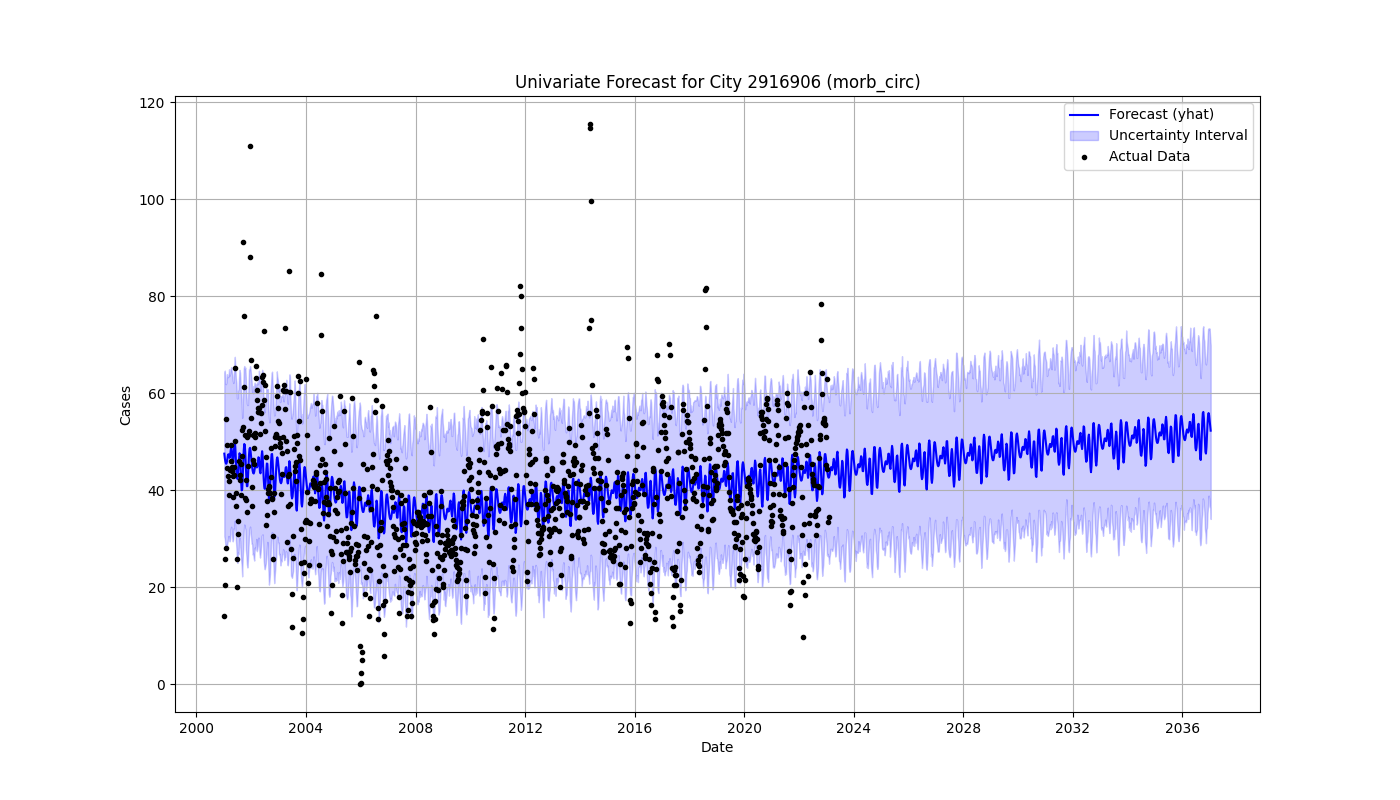 Univariate Forecast for City 2916906 (morb_circ)
Forecast (yhat)
Uncertainty Interval
Actual Data
Cases
120
100
80
60
40
20
0
2000 2004 2008 2012 2016 2020 2024 2028 2032 2036
Date